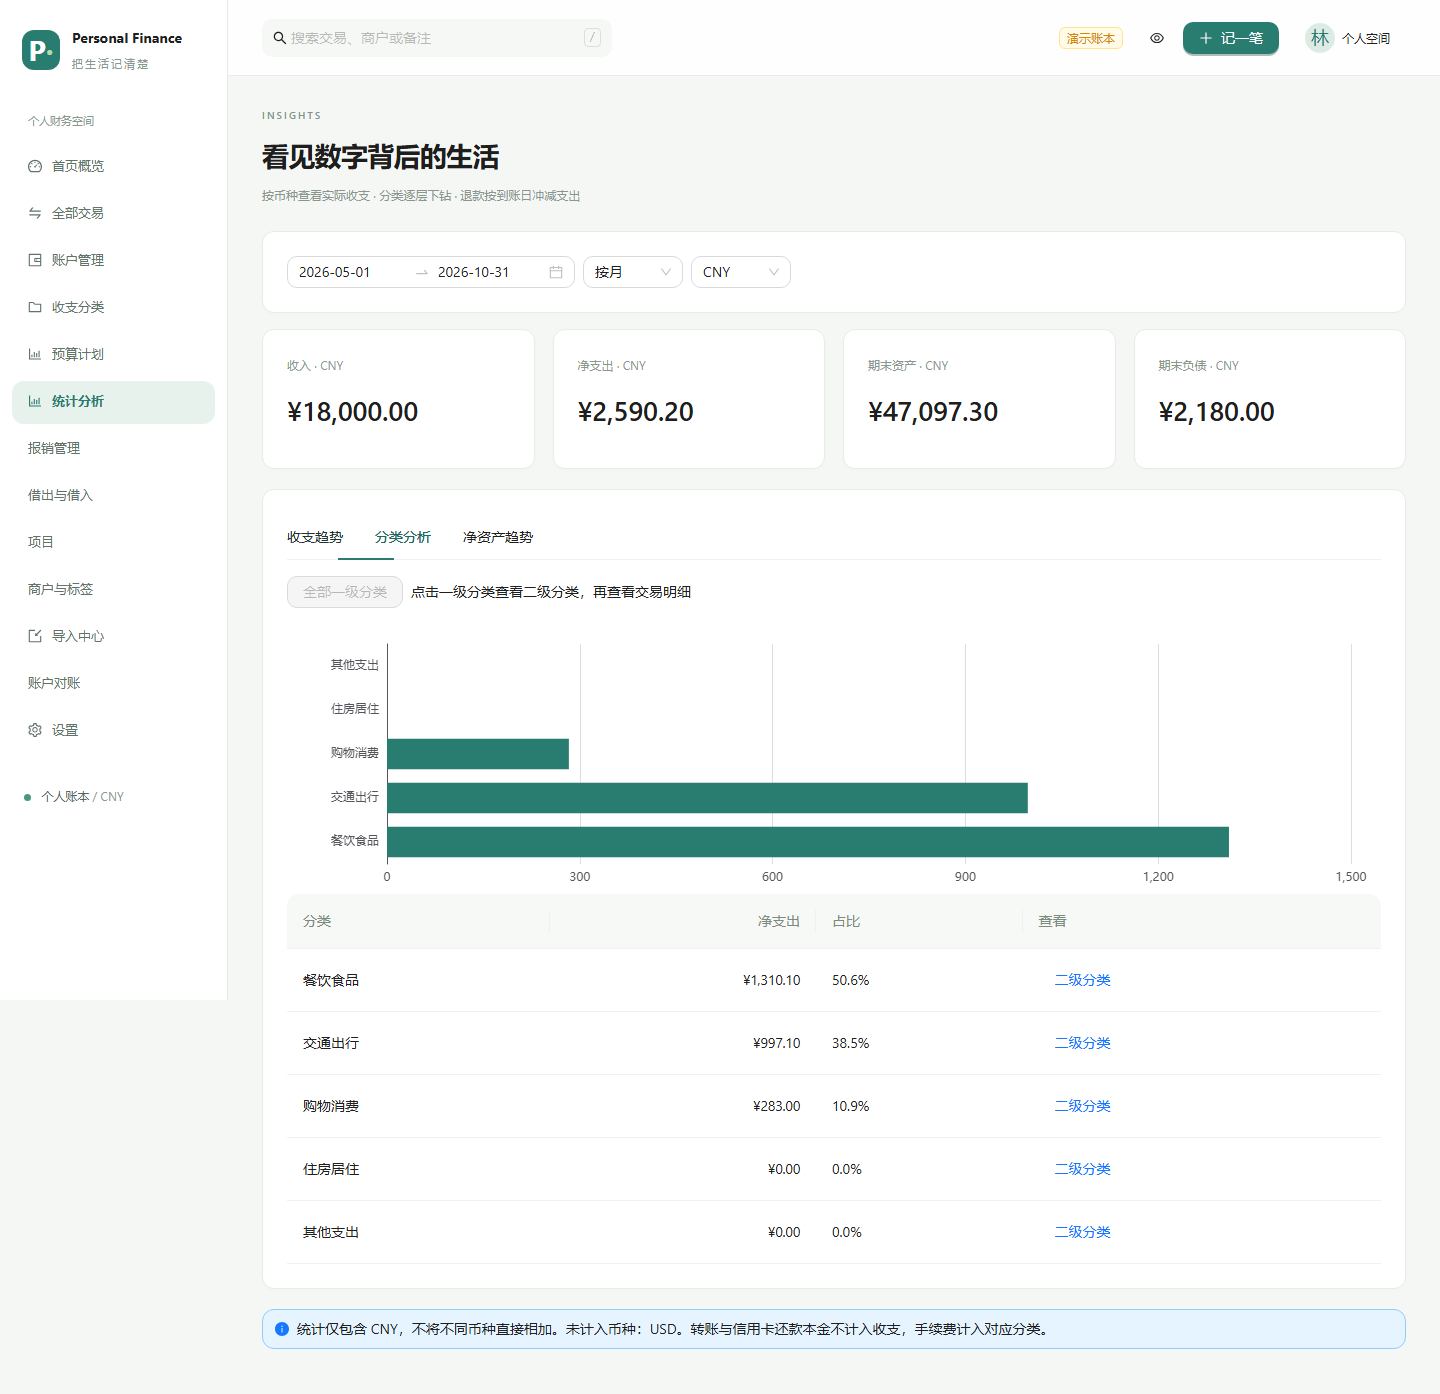 P
Personal Finance
把生活记清楚
搜索交易、商户或备注
/
演示账本
记一笔
林
个人空间
个人财务空间
首页概览
全部交易
账户管理
收支分类
预算计划
统计分析
报销管理
借出与借入
项目
商户与标签
导入中心
账户对账
设置
个人账本 / CNY
INSIGHTS
看见数字背后的生活
按币种查看实际收支 · 分类逐层下钻 · 退款按到账日冲减支出
2026-05-01
2026-10-31
按月
CNY
收入 · CNY
¥18,000.00
净支出 · CNY
¥2,590.20
期末资产 · CNY
¥47,097.30
期末负债 · CNY
¥2,180.00
收支趋势
分类分析
净资产趋势
全部一级分类
点击一级分类查看二级分类，再查看交易明细
其他支出
住房居住
购物消费
交通出行
餐饮食品
0
300
600
900
1,200
1,500
分类
净支出
占比
查看
餐饮食品
¥1,310.10
50.6%
二级分类
交通出行
¥997.10
38.5%
二级分类
购物消费
¥283.00
10.9%
二级分类
住房居住
¥0.00
0.0%
二级分类
其他支出
¥0.00
0.0%
二级分类
统计仅包含 CNY，不将不同币种直接相加。未计入币种：USD。转账与信用卡还款本金不计入收支，手续费计入对应分类。